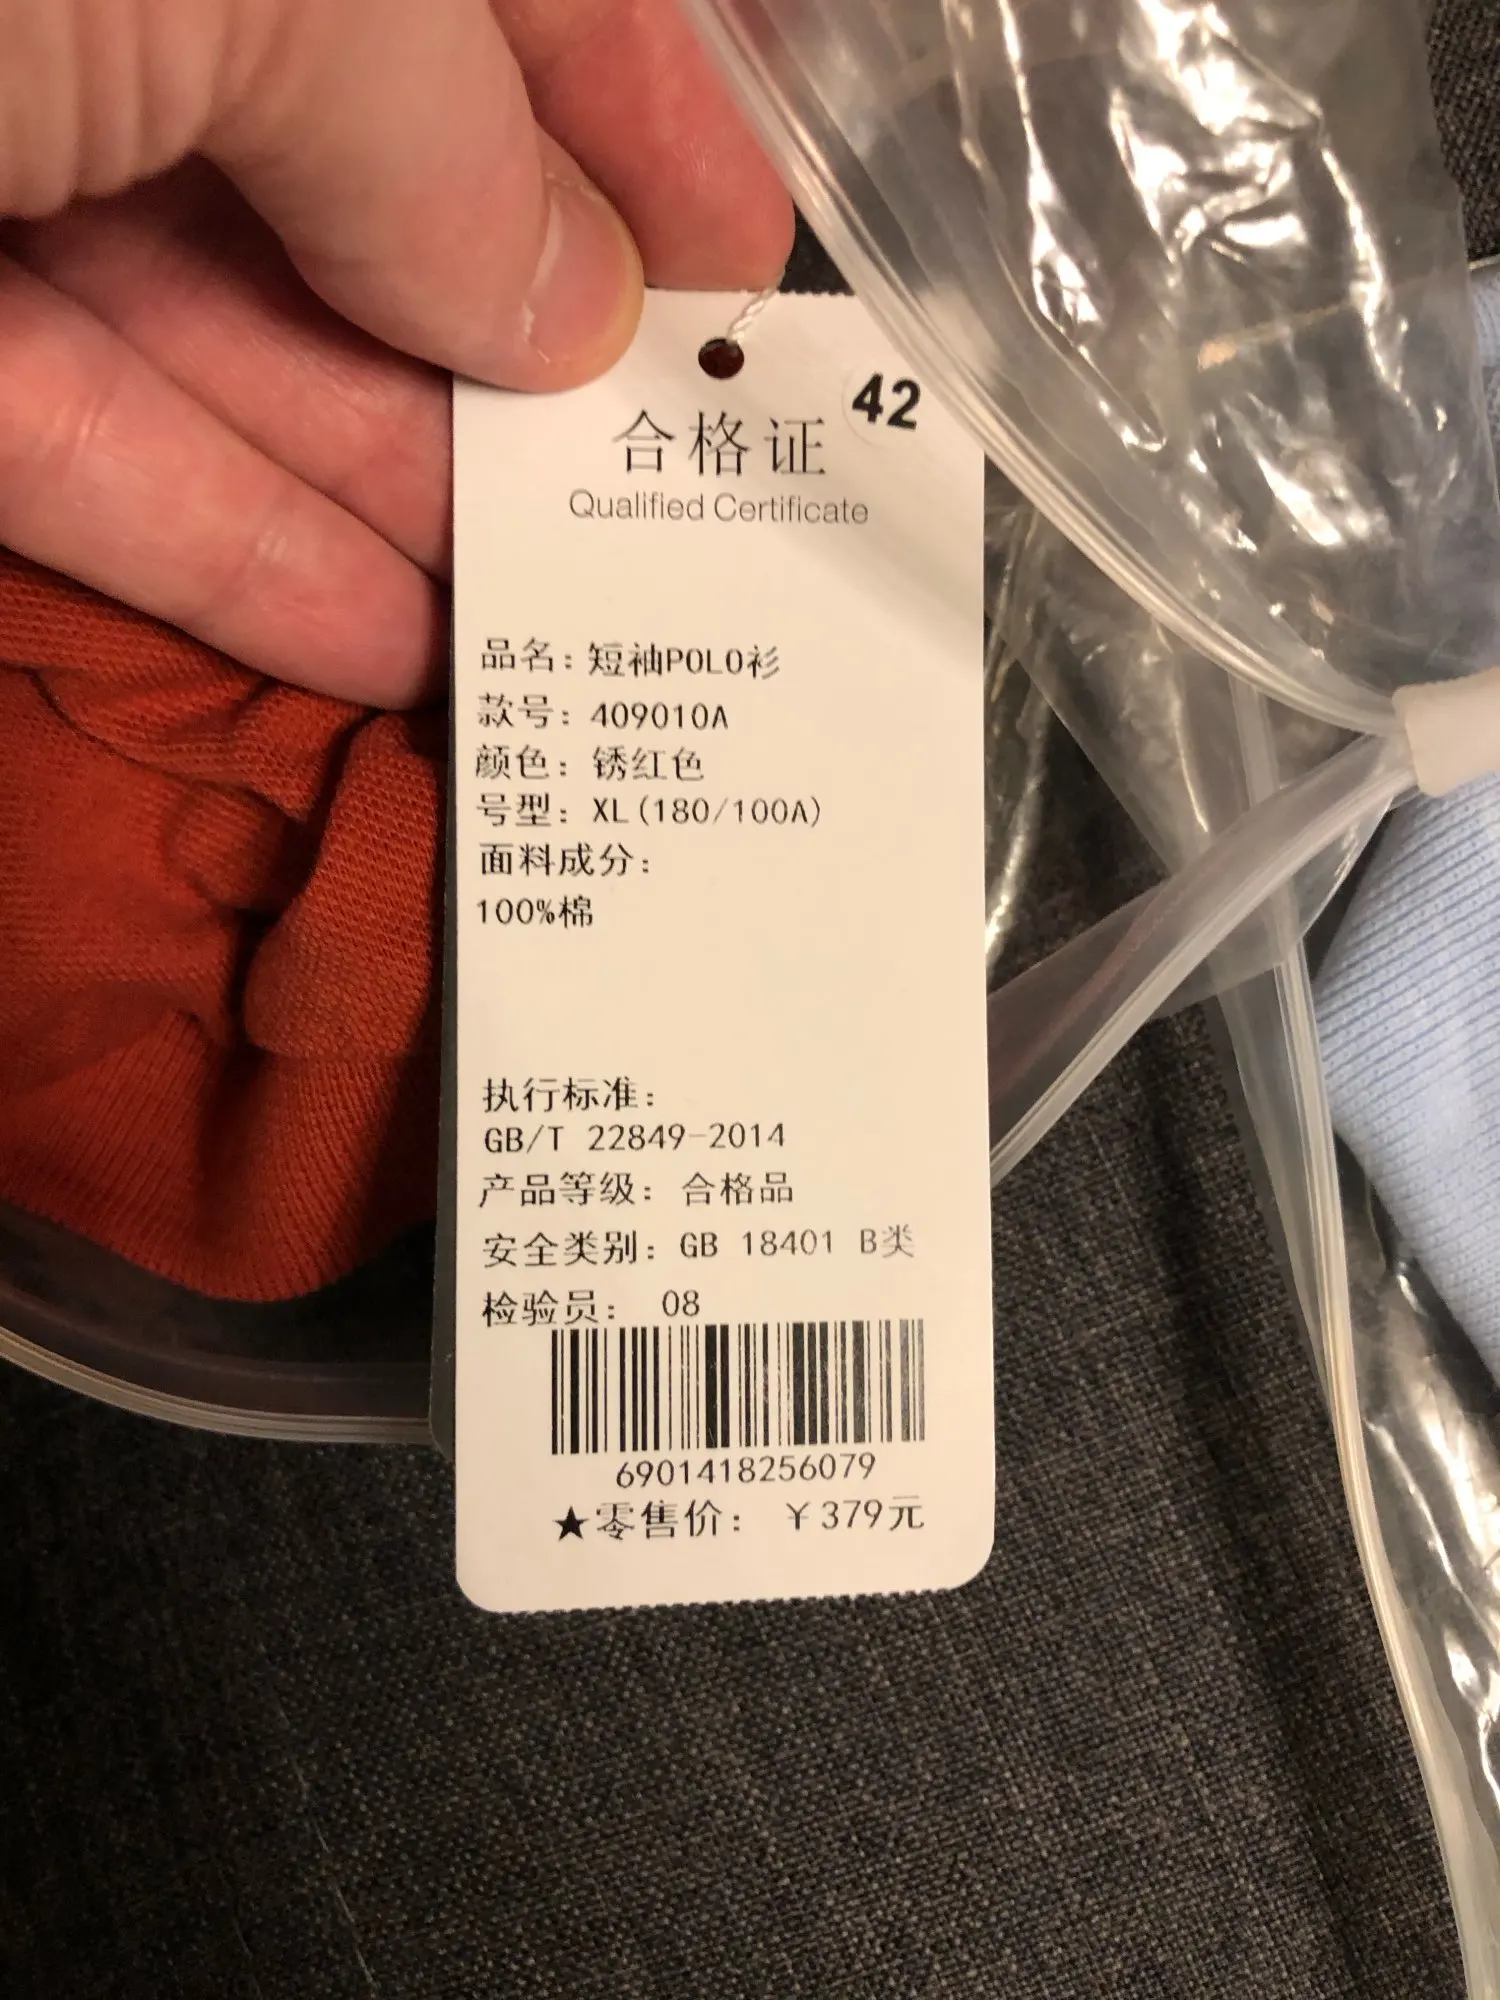 42
合格证
Qualified Certificate
品名：短袖POLO衫
款号：409010A
颜色：锈红色
号型：XL(180/100A)
面料成分：
100%棉
执行标准：
GB/T 22849-2014
产品等级：合格品
安全类别：GB 18401 B类
检验员： 08
6901418256079
★零售价： ￥379元